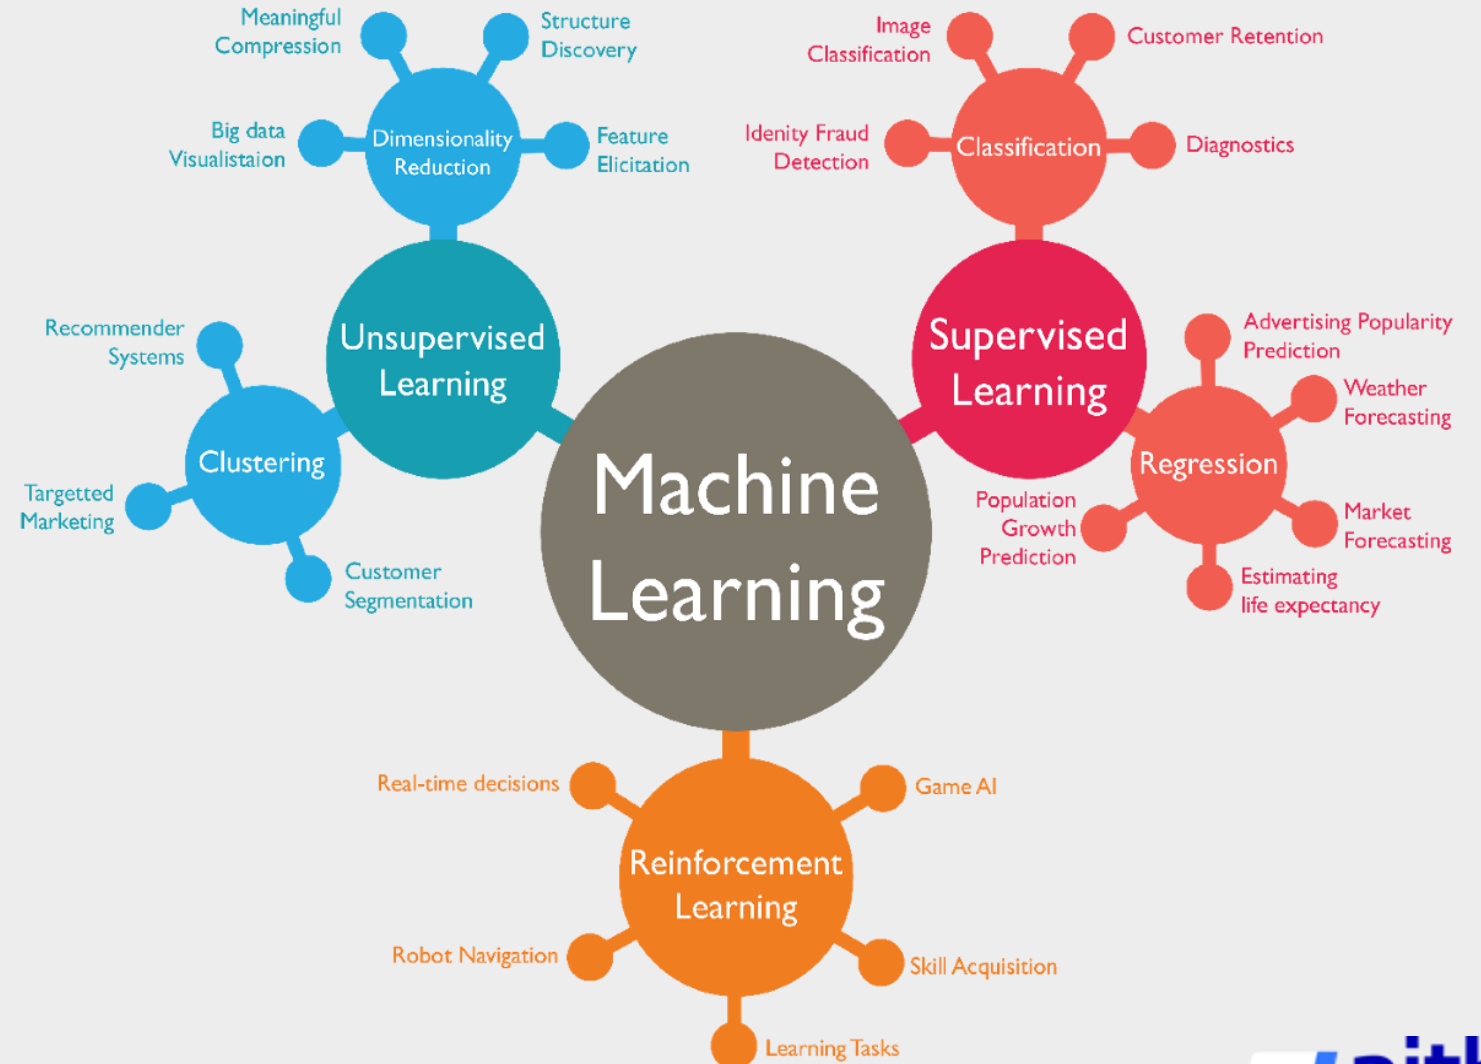 Meaningful
Compression
Structure
Discovery
Big data
Visualistaion
Dimensionality
Reduction
Feature
Elicitation
Image
Classification
Customer Retention
Idenity Fraud
Detection
Classification
Diagnostics
Unsupervised
Learning
Recommender
Systems
Clustering
Targetted
Marketing
Customer
Segmentation
Supervised
Learning
Advertising Popularity
Prediction
Weather
Forecasting
Regression
Population
Growth
Prediction
Market
Forecasting
Estimating
life expectancy
Machine
Learning
Real-time decisions
Game AI
Reinforcement
Learning
Robot Navigation
Skill Acquisition
Learning Tasks